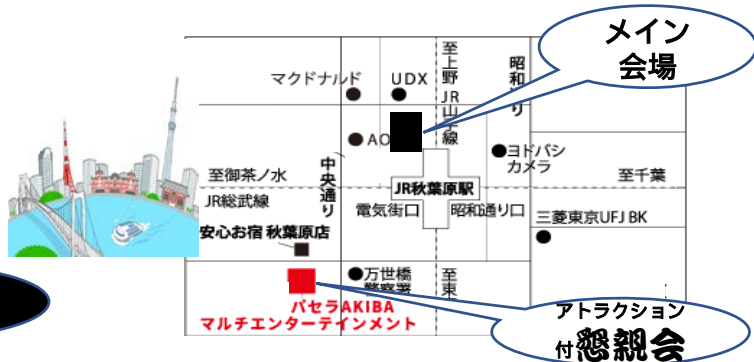 メイン
会場
マクドナルド
UDX
至上野
JR山手線
昭和通り
AO
ヨドバシ
カメラ
中央通り
至御茶ノ水
至千葉
JR秋葉原駅
JR総武線
電気街口
昭和通り口
三菱東京UFJ BK
安心お宿 秋葉原店
万世橋
警察署
至東
パセラAKIBA
マルチエンターテインメント
アトラクション
付懇親会